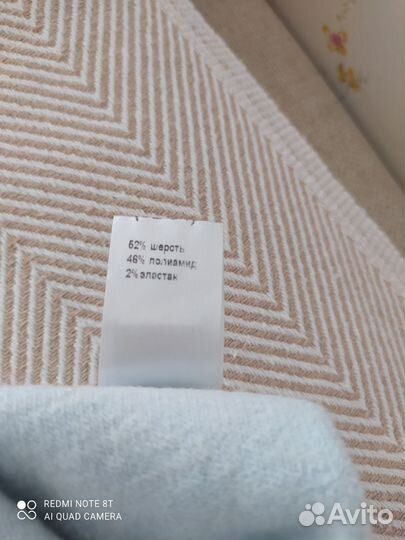 52% шерсть
46% полиамид
2% эластан
REDMI NOTE 8T
AI QUAD CAMERA
Avito